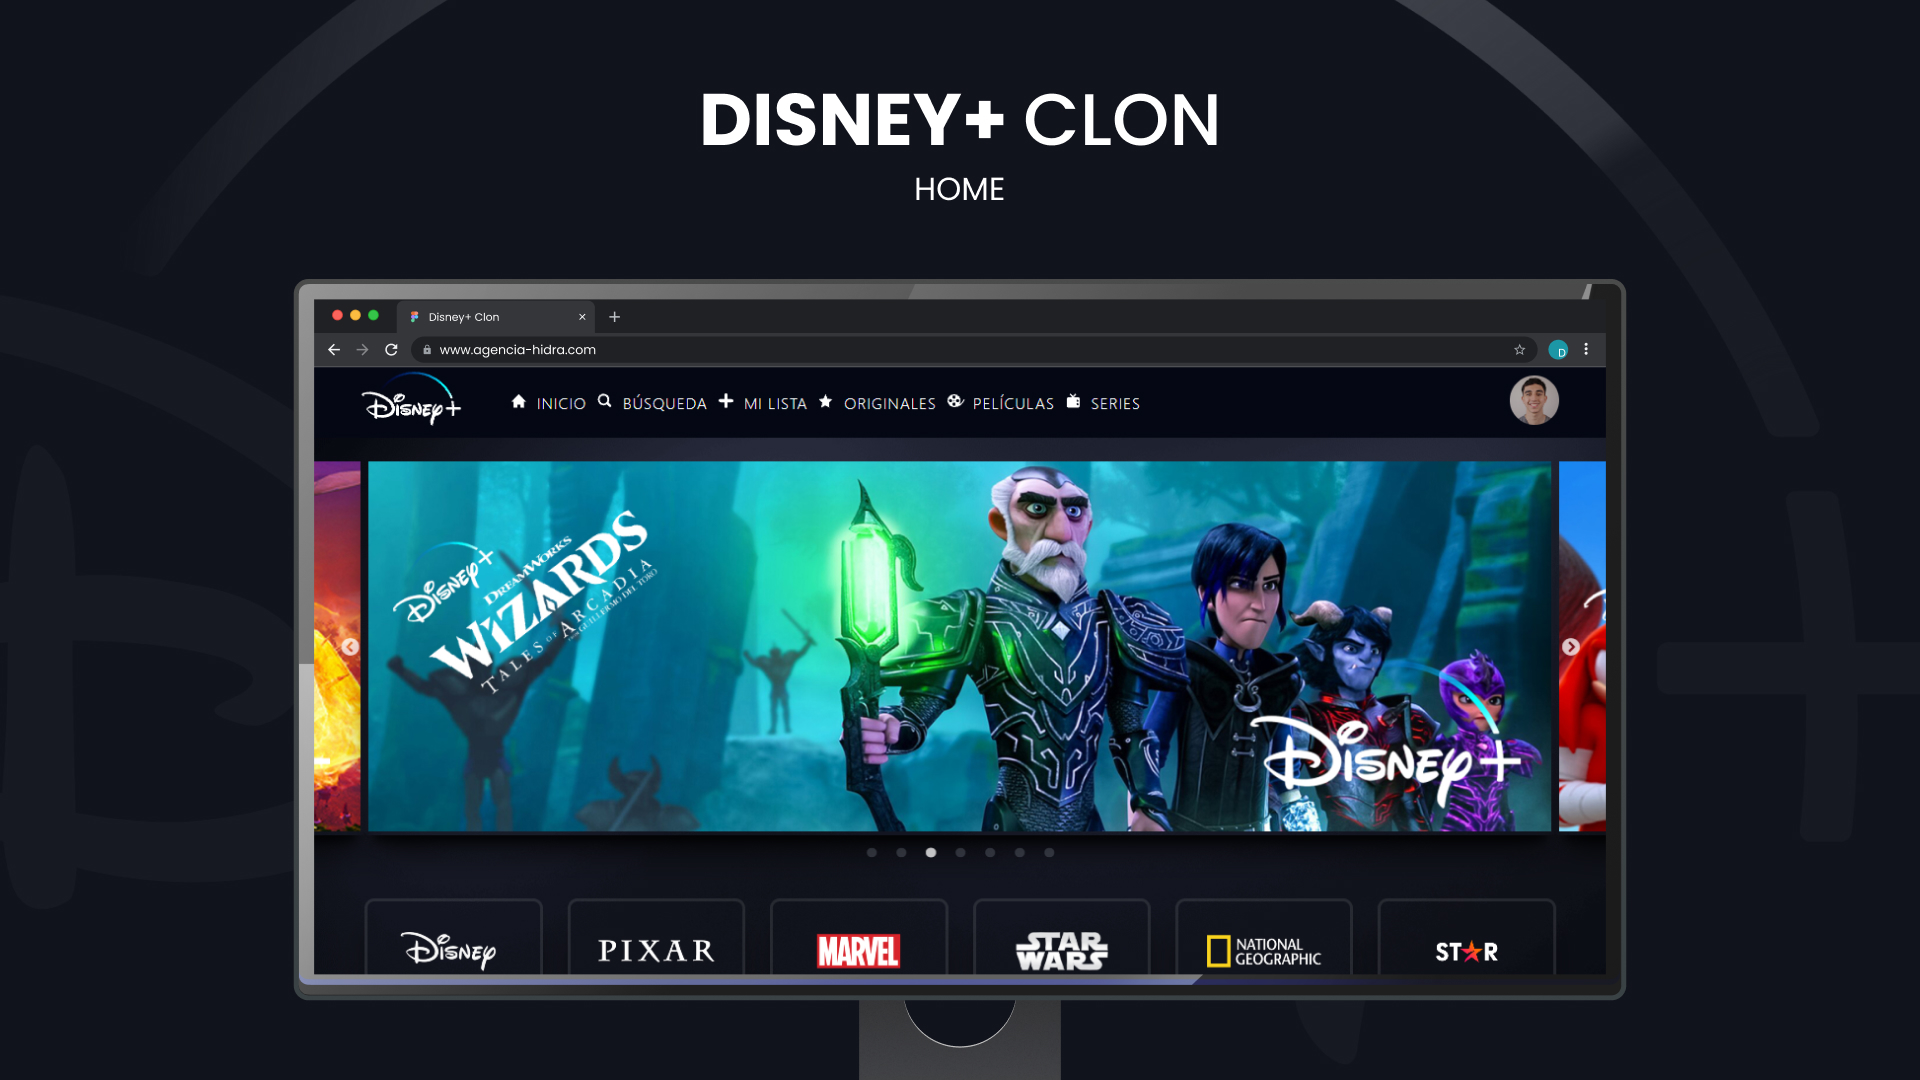 DISNEY+ CLON
HOME
Disney+ Clon
www.agencia-hidra.com
D
Disney+
INICIO BÚSQUEDA MI LISTA ORIGINALES PELÍCULAS SERIES
Disney+
DREAMWORKS
WIZARDS
TALES OF ARCADIA
GUILLERMO DEL TORO
Disney+
Disney
PIXAR
MARVEL
STAR
WARS
NATIONAL
GEOGRAPHIC
ST★R